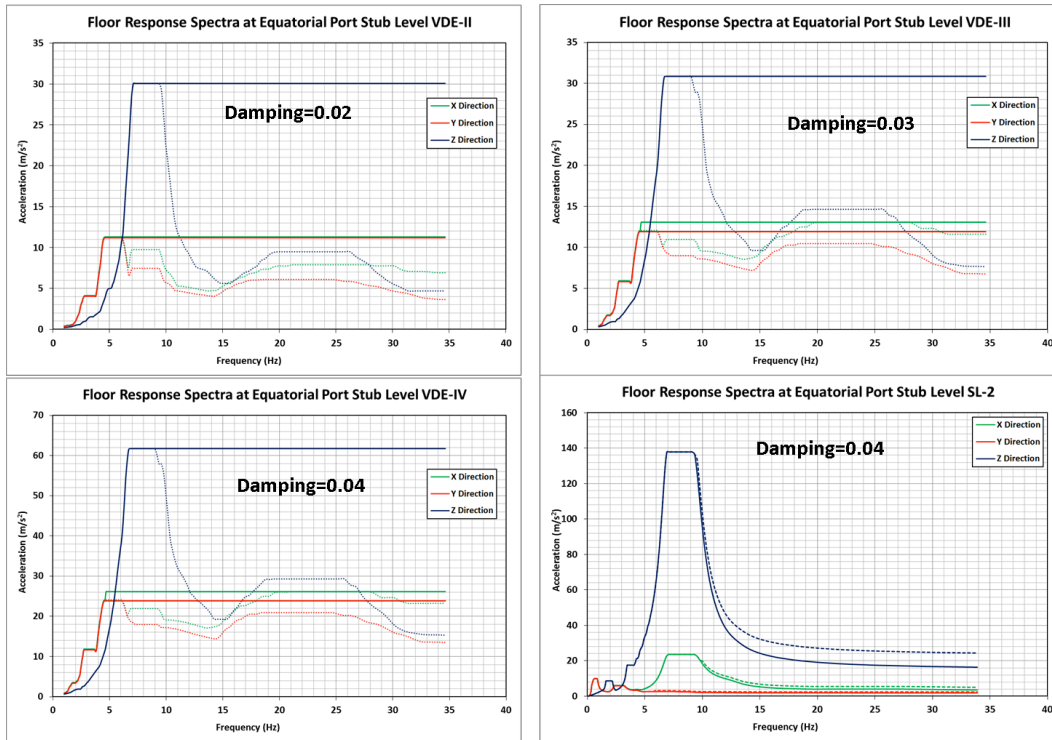 Floor Response Spectra at Equatorial Port Stub Level VDE-II
35
30
25
20
15
10
5
0
Acceleration (m/s²)
Damping=0.02
X Direction
Y Direction
Z Direction
0 5 10 15 20 25 30 35 40
Frequency (Hz)
Floor Response Spectra at Equatorial Port Stub Level VDE-III
35
30
25
20
15
10
5
0
Acceleration (m/s²)
Damping=0.03
X Direction
Y Direction
Z Direction
0 5 10 15 20 25 30 35 40
Frequency (Hz)
Floor Response Spectra at Equatorial Port Stub Level VDE-IV
70
60
50
40
30
20
10
0
Acceleration (m/s²)
Damping=0.04
X Direction
Y Direction
Z Direction
0 5 10 15 20 25 30 35 40
Frequency (Hz)
Floor Response Spectra at Equatorial Port Stub Level SL-2
160
140
120
100
80
60
40
20
0
Acceleration (m/s²)
Damping=0.04
X Direction
Y Direction
Z Direction
0 5 10 15 20 25 30 35 40
Frequency (Hz)